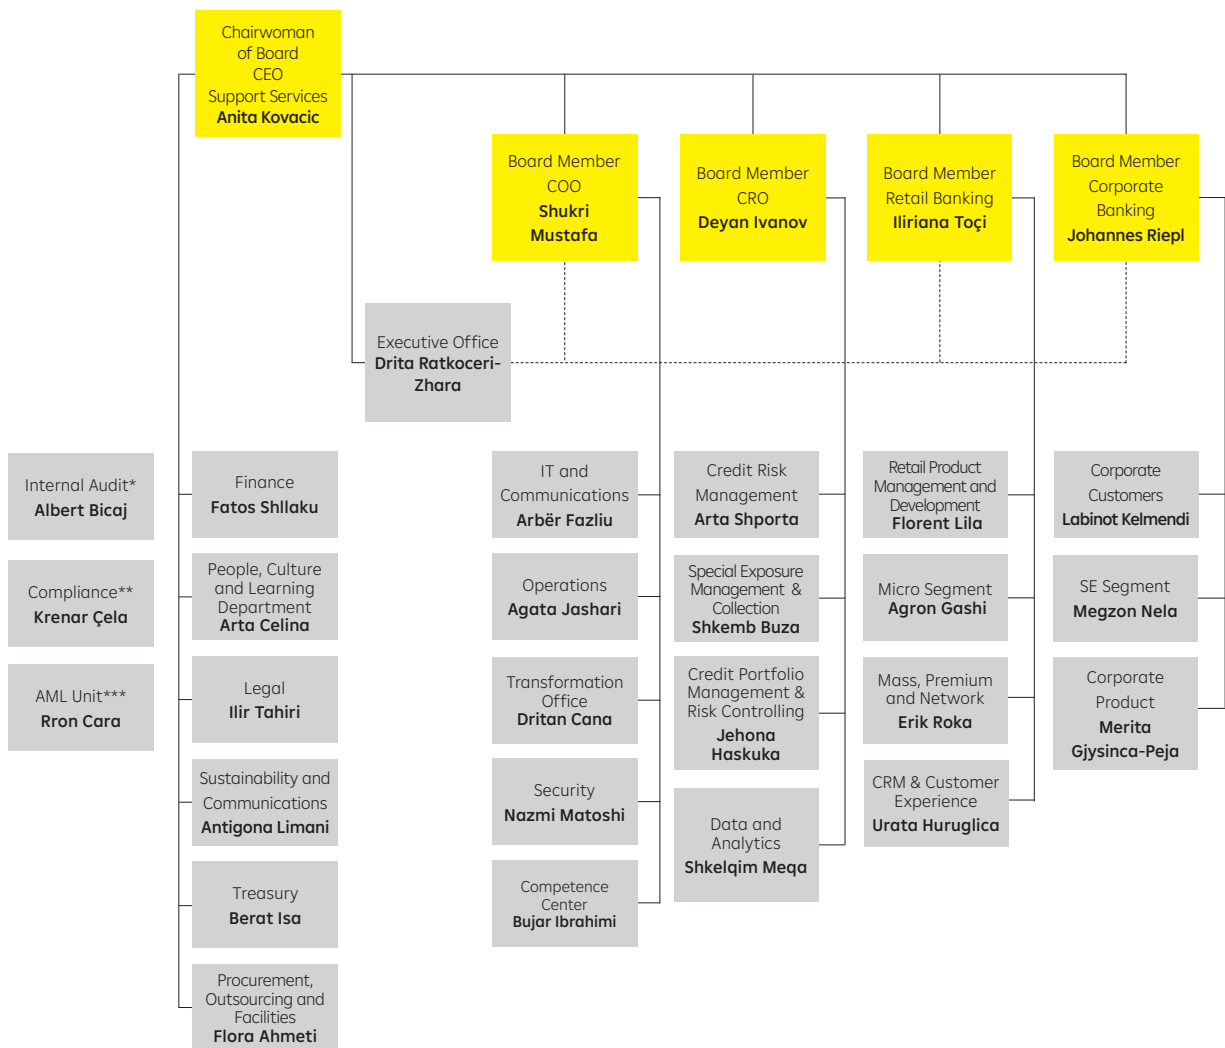 Chairwoman
of Board
CEO
Support Services
Anita Kovacic
Board Member
COO
Shukri
Mustafa
Board Member
CRO
Deyan Ivanov
Board Member
Retail Banking
Iliriana Toçi
Board Member
Corporate
Banking
Johannes Riepl
Executive Office
Drita Ratkoceri-
Zhara
Internal Audit*
Albert Bicaj
Compliance**
Krenar Çela
AML Unit***
Rron Cara
Finance
Fatos Shllaku
People, Culture
and Learning
Department
Arta Celina
Legal
Ilir Tahiri
Sustainability and
Communications
Antigona Limani
Treasury
Berat Isa
Procurement,
Outsourcing and
Facilities
Flora Ahmeti
IT and
Communications
Arbër Fazliu
Operations
Agata Jashari
Transformation
Office
Dritan Cana
Security
Nazmi Matoshi
Competence
Center
Bujar Ibrahimi
Credit Risk
Management
Arta Shporta
Special Exposure
Management &
Collection
Shkemb Buza
Credit Portfolio
Management &
Risk Controlling
Jehona
Haskuka
Data and
Analytics
Shkelqim Meqa
Retail Product
Management and
Development
Florent Lila
Micro Segment
Agron Gashi
Mass, Premium
and Network
Erik Roka
CRM & Customer
Experience
Urata Huruglica
Corporate
Customers
Labinot Kelmendi
SE Segment
Megzon Nela
Corporate
Product
Merita
Gjysinca-Peja